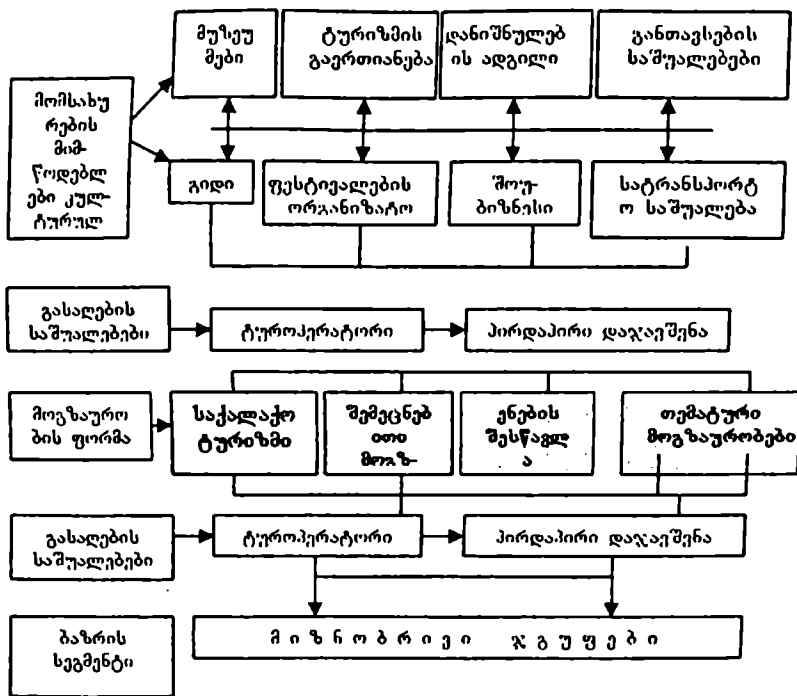 მუზეუ
მები
ტურიზმის
გაერთიანება
დანიშნულებ
ის ადგილი
განთავსების
საშუალებები
მომსახუ
რების
მიმ-
წოდებლ
ები კულ-
ტურულ
გიდი
ფესტივალების
ორგანიზატო
შოუ-
ბიზნესი
სატრანსპორტ
ო საშუალება
გასაღების
საშუალებები
ტუროპერატორი
პირდაპირი დაჯავშენა
მოგზაურო
ბის ფორმა
საქალაქო
ტურიზმი
შემეცნებ
ითი
მოგზ-
ენების
შესწავლ
ა
თემატური
მოგზაურობები
გასაღების
საშუალებები
ტუროპერატორი
პირდაპირი დაჯავშენა
ბაზრის
სეგმენტი
მიზნობრივი ჯგუფები